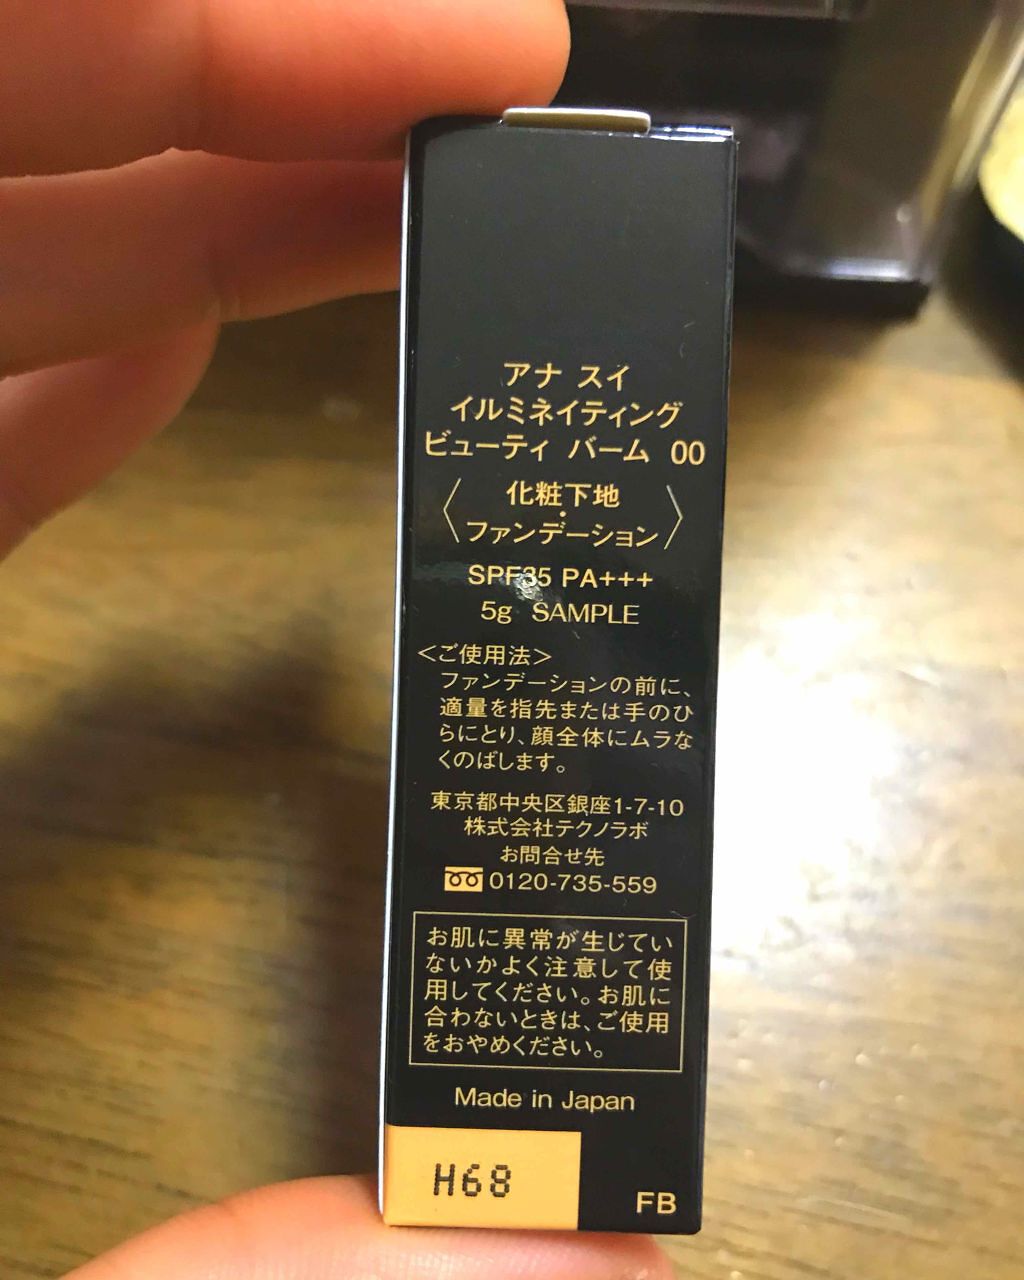 アナ スイ
イルミネイティング
ビューティ バーム 00
〈化粧下地
・
ファンデーション〉
SPF35 PA+++
5g SAMPLE
＜ご使用法＞
ファンデーションの前に、
適量を指先または手のひ
らにとり、顔全体にムラな
くのばします。
東京都中央区銀座1-7-10
株式会社テクノラボ
お問合せ先
0120-735-559
お肌に異常が生じてい
ないかよく注意して使
用してください。お肌に
合わないときは、ご使用
をおやめください。
Made in Japan
H68
FB